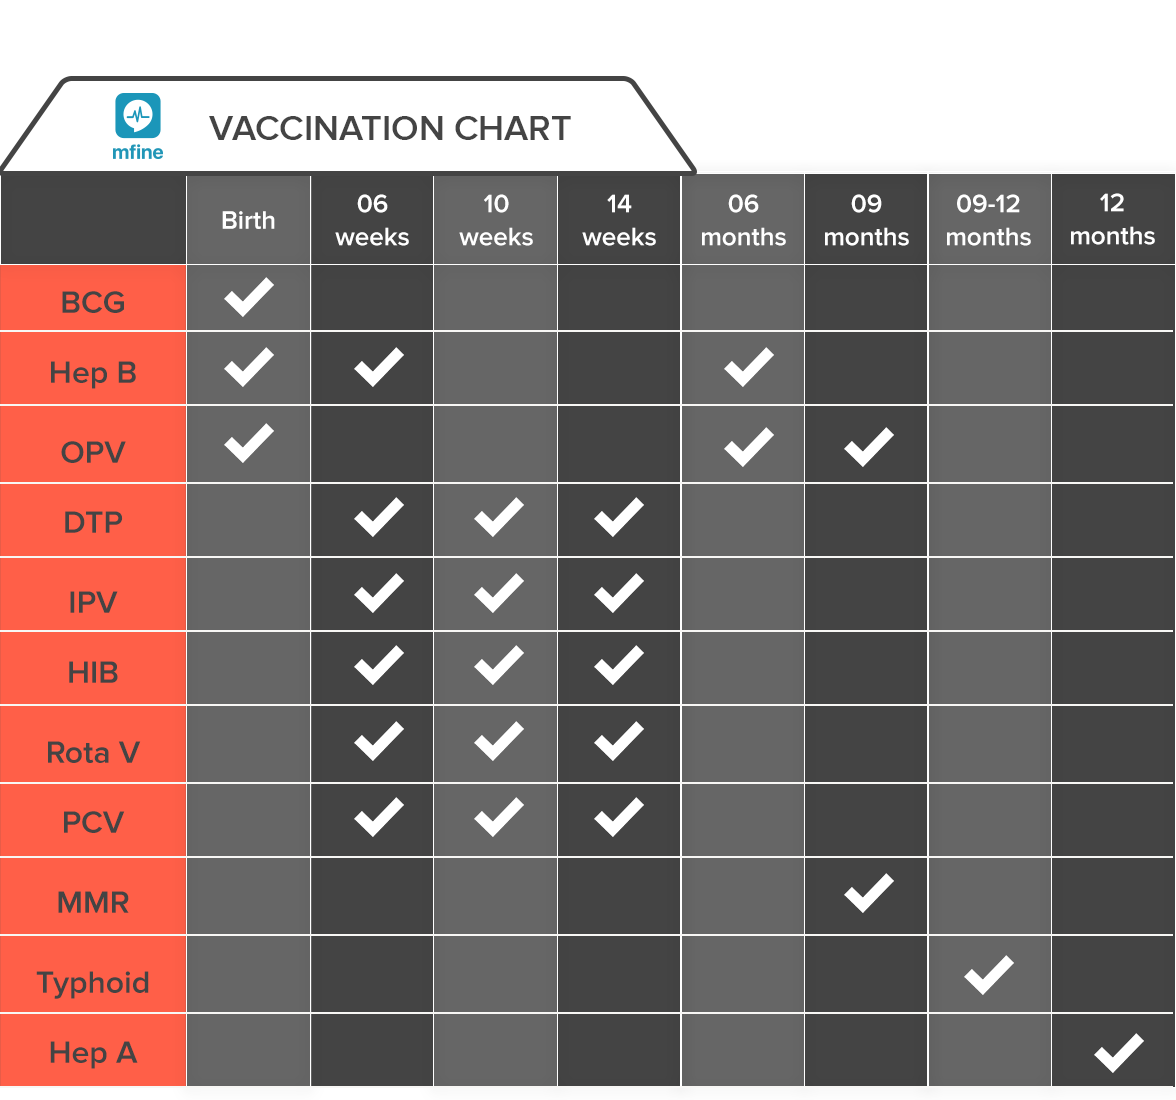 mfine
VACCINATION CHART
Birth
06 weeks
10 weeks
14 weeks
06 months
09 months
09-12 months
12 months
BCG
Hep B
OPV
DTP
IPV
HIB
Rota V
PCV
MMR
Typhoid
Hep A